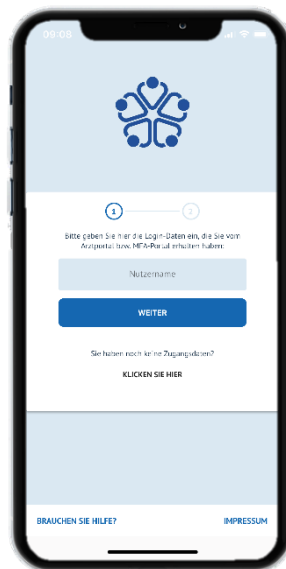 09:08
1
2
Bitte geben Sie hier die Login-Daten ein, die Sie vom
Arztportal bzw. MFA-Portal erhalten haben:
Nutzername
WEITER
Sie haben noch keine Zugangsdaten?
KLICKEN SIE HIER
BRAUCHEN SIE HILFE?
IMPRESSUM